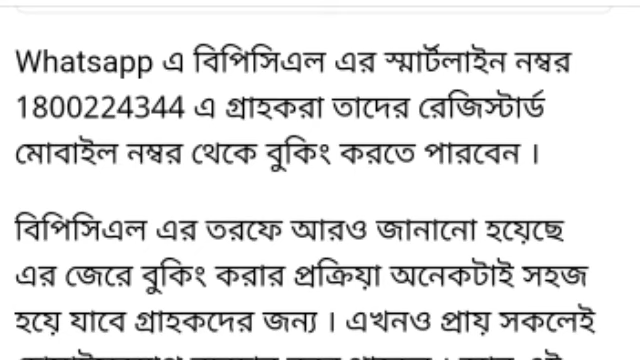 Whatsapp এ বিপিসিএল এর স্মার্টলাইন নম্বর
1800224344 এ গ্রাহকরা তাদের রেজিস্টার্ড
মোবাইল নম্বর থেকে বুকিং করতে পারবেন ।
বিপিসিএল এর তরফে আরও জানানো হয়েছে
এর জেরে বুকিং করার প্রক্রিয়া অনেকটাই সহজ
হয়ে যাবে গ্রাহকদের জন্য । এখনও প্রায় সকলেই